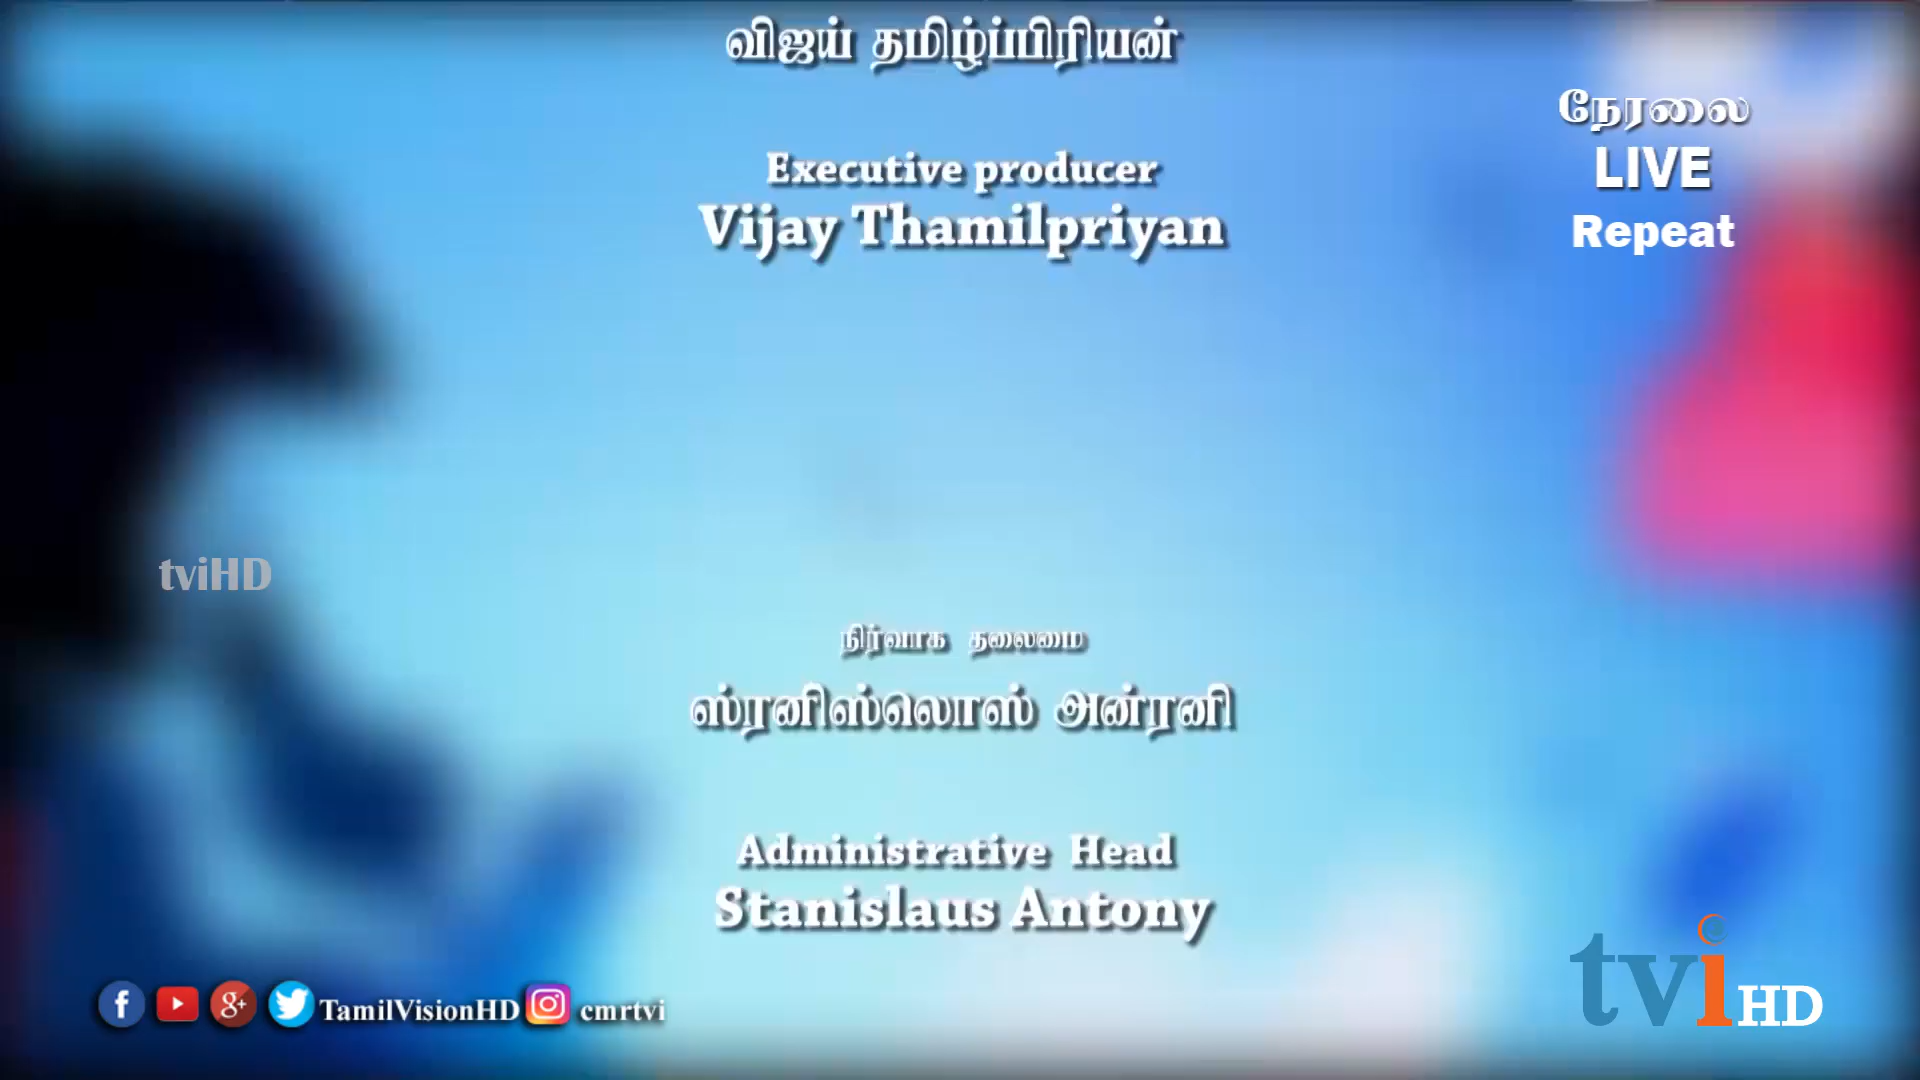 விஜய் தமிழ்ப்பிரியன்
Executive producer
Vijay Thamilpriyan
நேரலை
LIVE
Repeat
tviHD
நிர்வாக தலைமை
ஸ்ரனிஸ்லொஸ் அன்ரனி
Administrative Head
Stanislaus Antony
TamilVisionHD cmrtvi
tvi HD